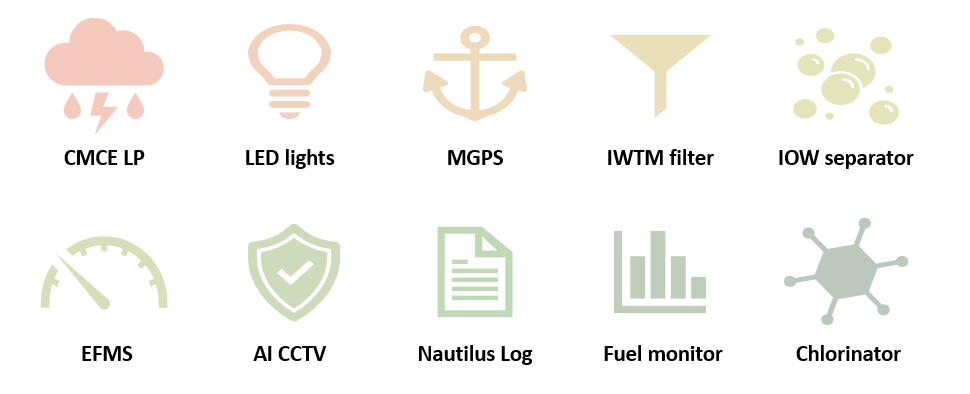 CMCE LP
LED lights
MGPS
IWTM filter
IOW separator
EFMS
AI CCTV
Nautilus Log
Fuel monitor
Chlorinator